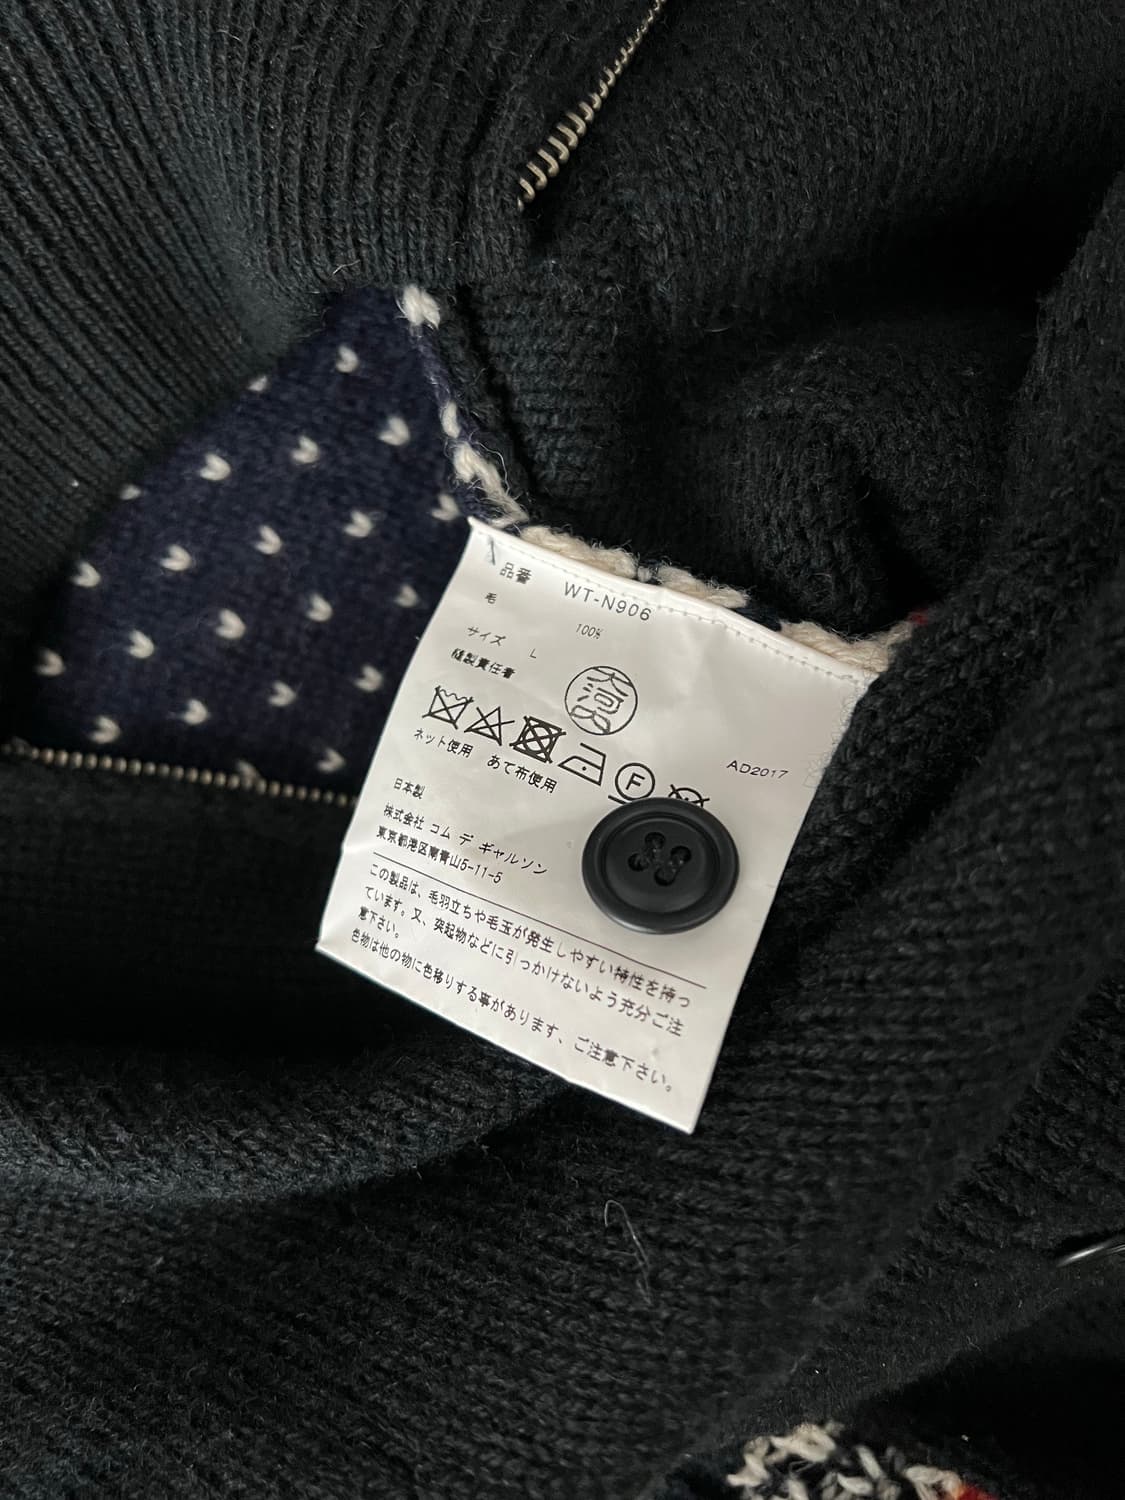 品番 WT-N906
毛 100%
サイズ L
縫製責任者 大河内
F
ネット使用 あて布使用
AD2017
日本製
株式会社 コム デ ギャルソン
東京都港区南青山5-11-5
この製品は、毛羽立ちや毛玉が発生しやすい特性を持っ
ています。又、突起物などに引っかけないよう充分ご注
意下さい。
色物は他の物に色移りする事があります、ご注意下さい。